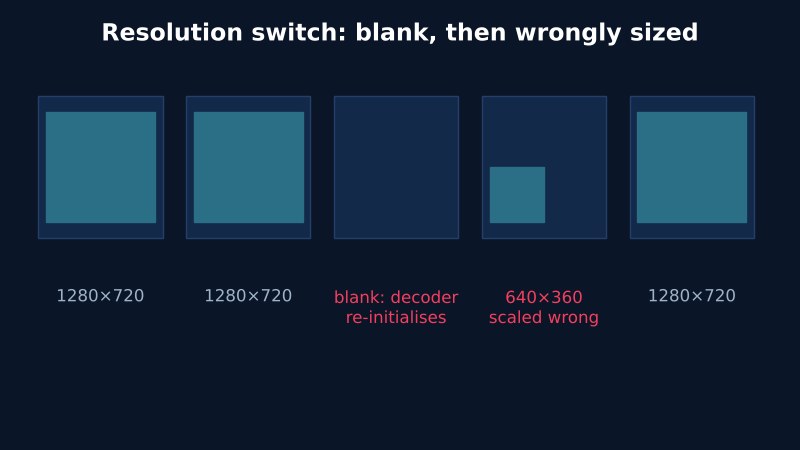 Resolution switch: blank, then wrongly sized
1280×720
1280×720
blank: decoder
re-initialises
640×360
scaled wrong
1280×720